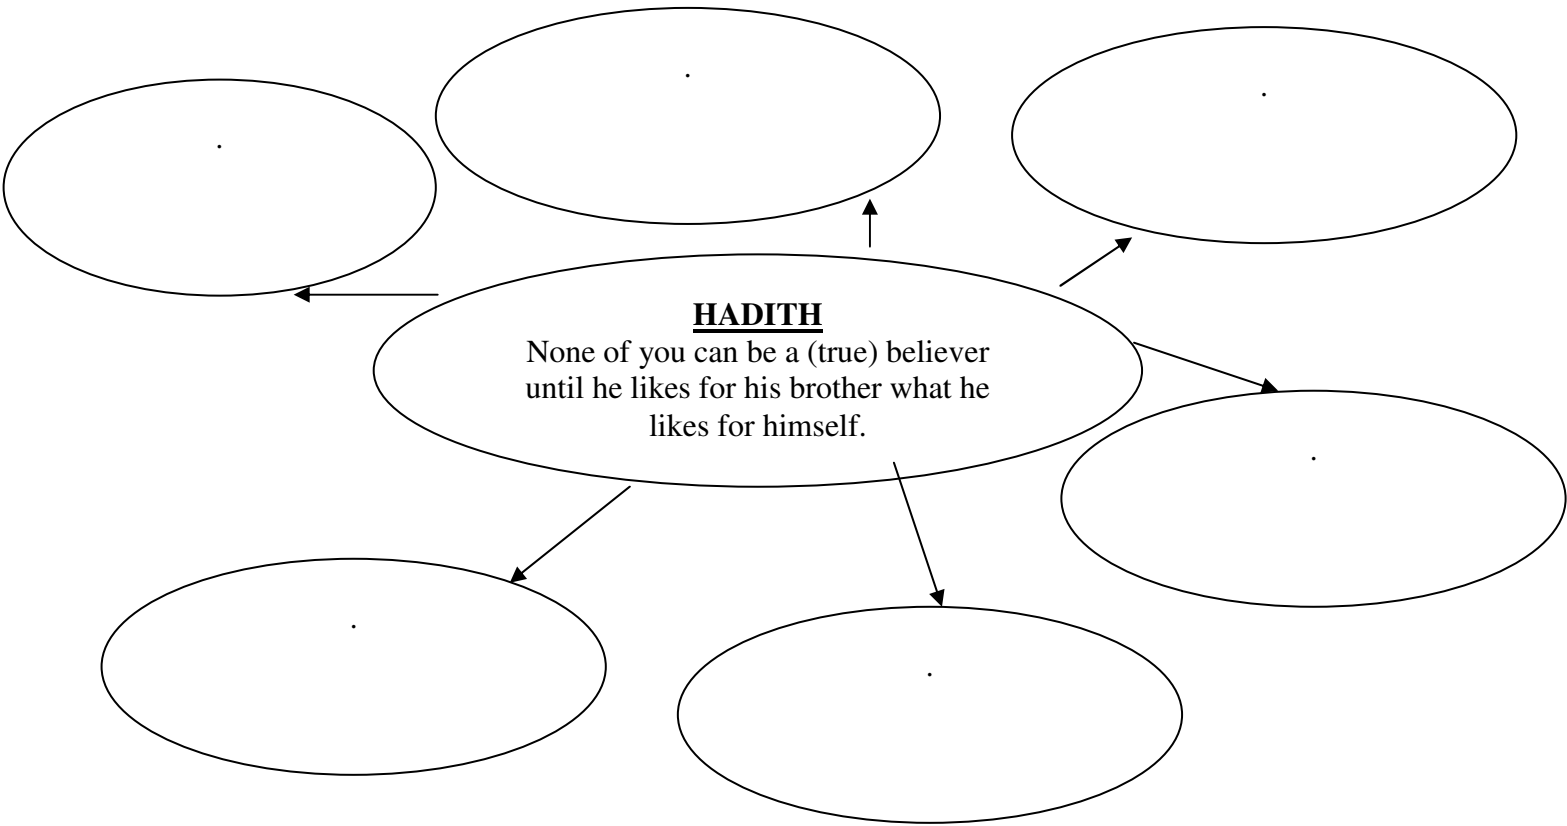 .
.
.
HADITH
None of you can be a (true) believer
until he likes for his brother what he
likes for himself.
.
.
.